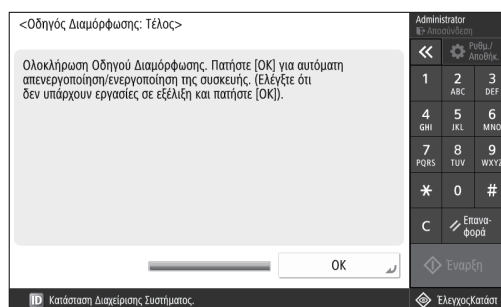 <Οδηγός Διαμόρφωσης: Τέλος>
Ολοκλήρωση Οδηγού Διαμόρφωσης. Πατήστε [OK] για αυτόματη
απενεργοποίηση/ενεργοποίηση της συσκευής. (Ελέγξτε ότι
δεν υπάρχουν εργασίες σε εξέλιξη και πατήστε [OK]).
OK
ID Κατάσταση Διαχείρισης Συστήματος.
Administrator
Αποσύνδεση
Ρυθμ./
Αποθήκ.
1 2 3
ABC DEF
4 5 6
GHI JKL MNO
7 8 9
PQRS TUV WXYZ
* 0 #
C Επανα-
φορά
Έναρξη
ΈλεγχοςΚατάστ